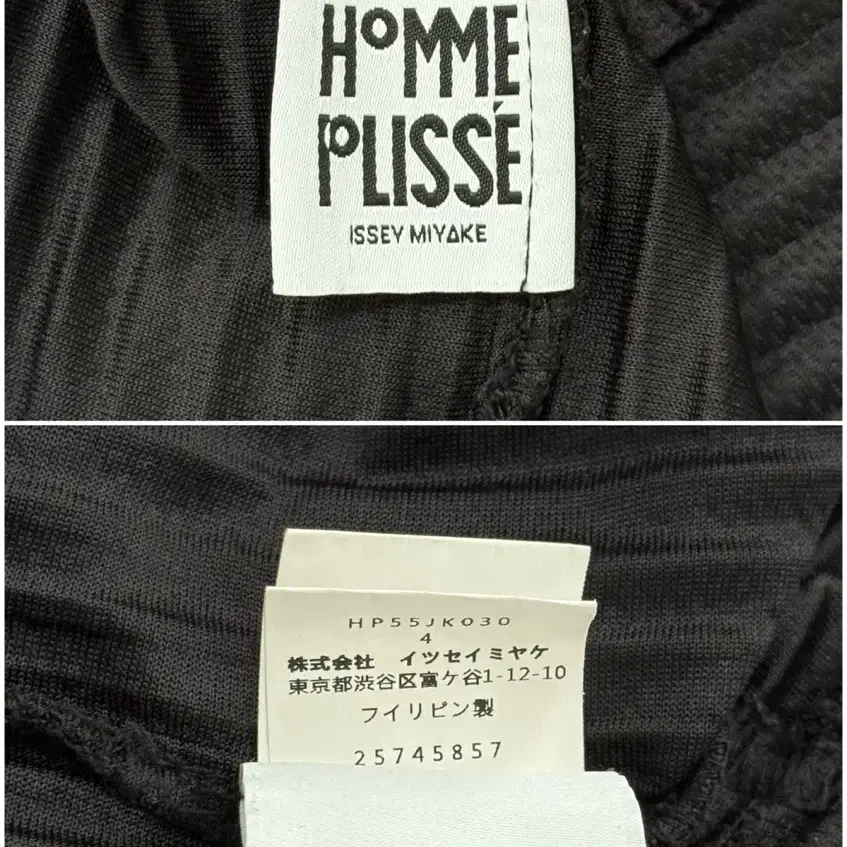 HOMME
PLISSÉ
ISSEY MIYAKE
HP55JK030
4
株式会社 イツセイミヤケ
東京都渋谷区富ケ谷1-12-10
フイリピン製
25745857